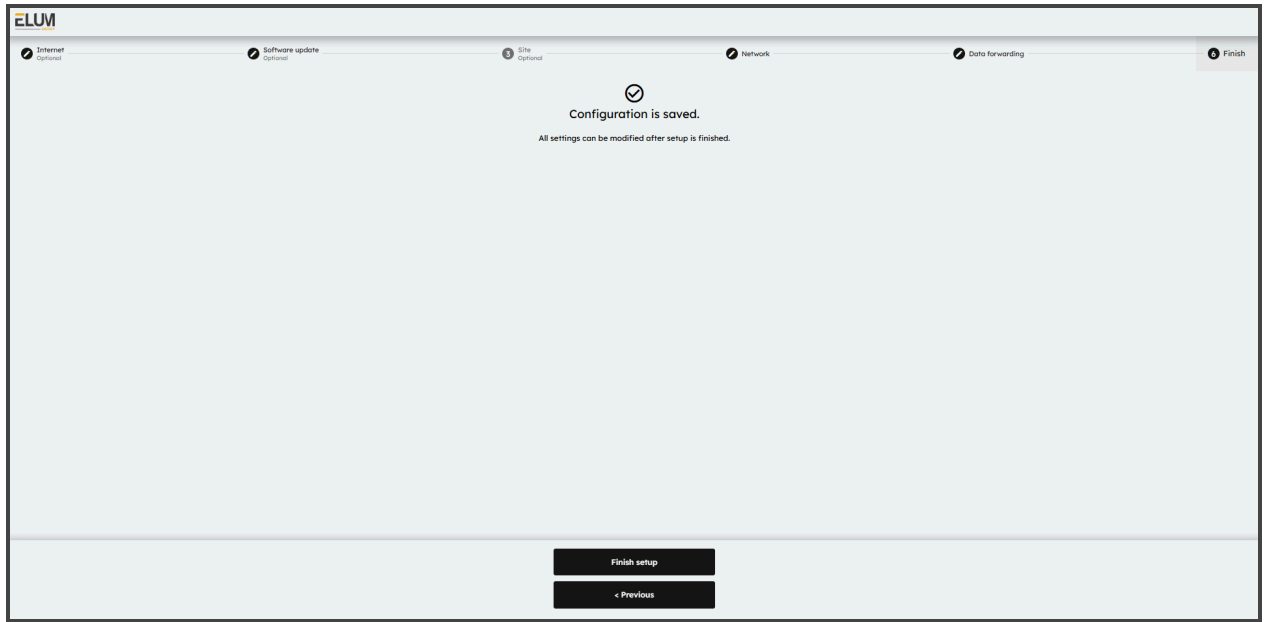 ELUM
Internet
Optional
Software update
Optional
3 Site
Optional
Network
Data forwarding
6 Finish
Configuration is saved.
All settings can be modified after setup is finished.
Finish setup
< Previous